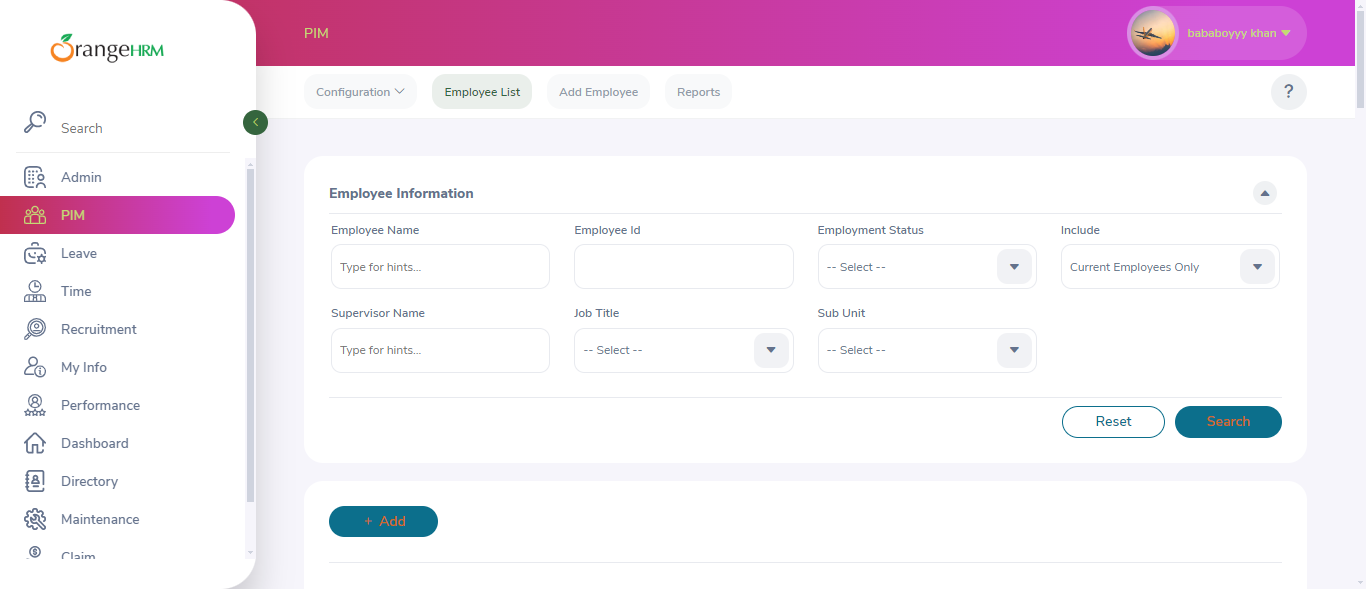 OrangeHRM
Search
Admin
PIM
Leave
Time
Recruitment
My Info
Performance
Dashboard
Directory
Maintenance
Claim
PIM
bababoyyy khan
Configuration
Employee List
Add Employee
Reports
?
Employee Information
Employee Name
Employee Id
Employment Status
Include
Type for hints...
-- Select --
Current Employees Only
Supervisor Name
Job Title
Sub Unit
Type for hints...
-- Select --
-- Select --
Reset
Search
+ Add